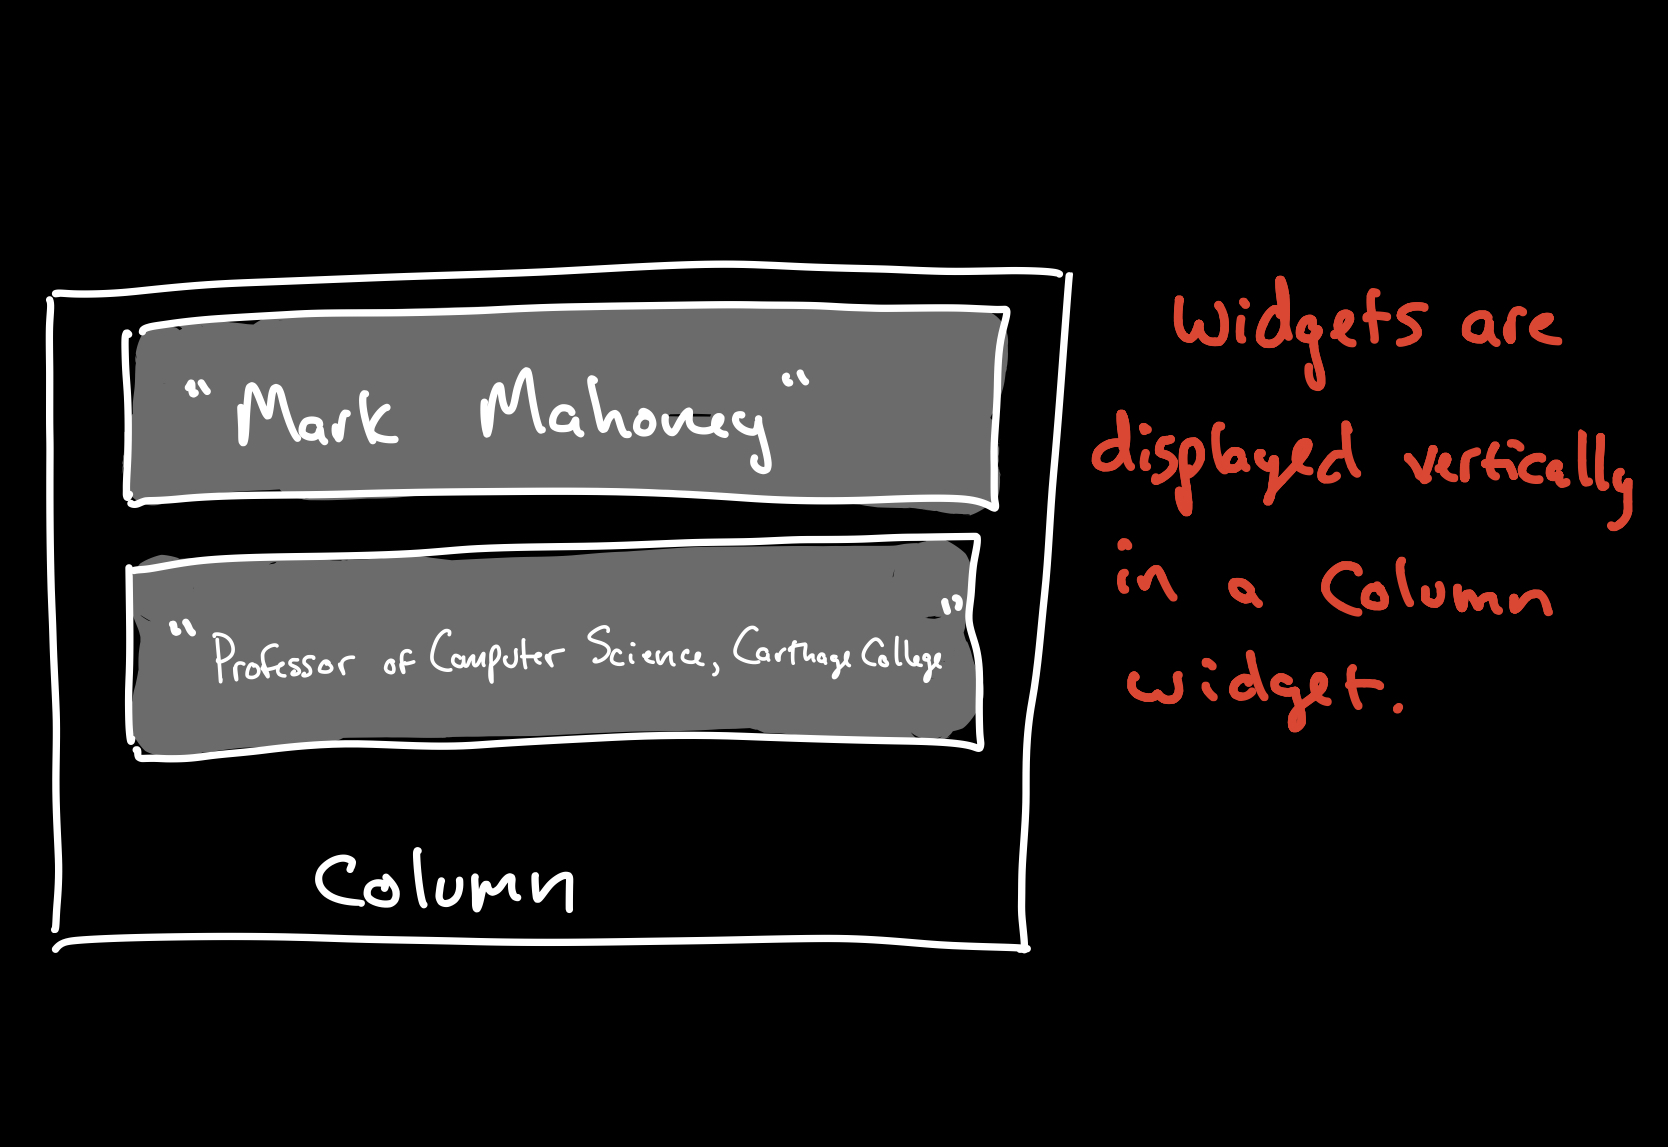 "Mark Mahoney"
"Professor of Computer Science, Carthage College"
Column
Widgets are
displayed vertically
in a Column
widget.